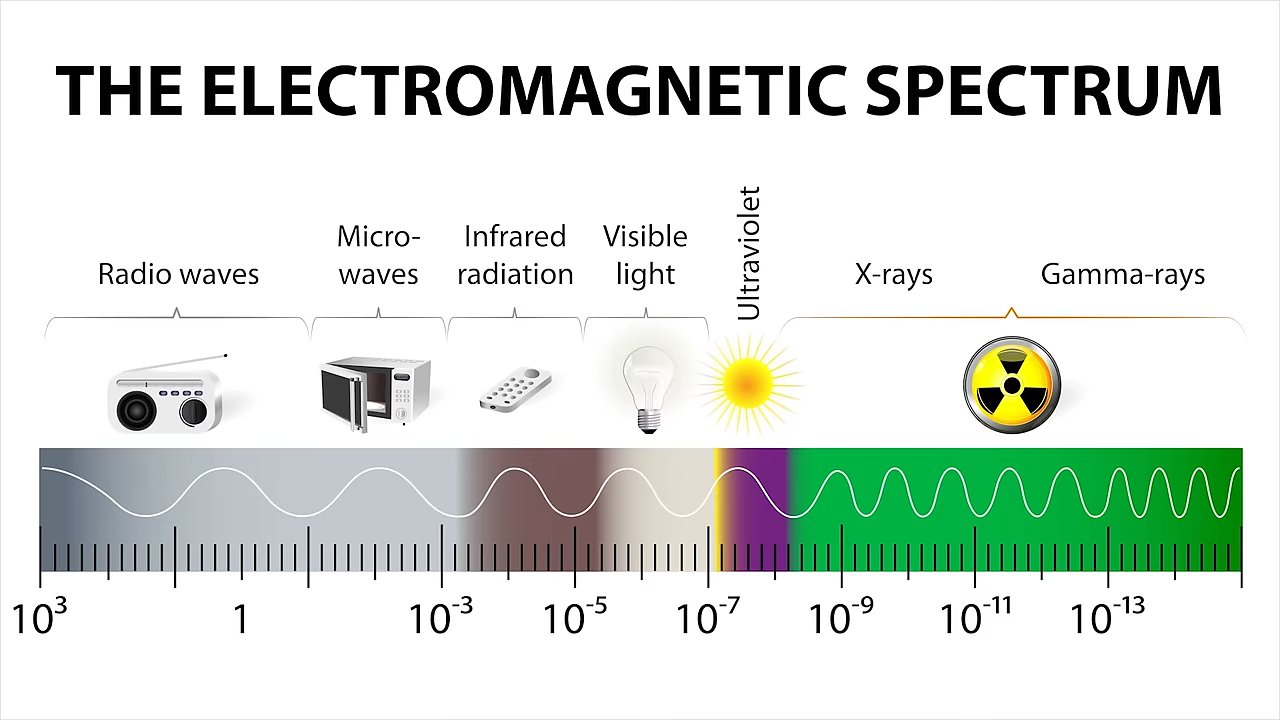 THE ELECTROMAGNETIC SPECTRUM
Radio waves
Micro-
waves
Infrared
radiation
Visible
light
Ultraviolet
X-rays
Gamma-rays
10³
1
10⁻³
10⁻⁵
10⁻⁷
10⁻⁹
10⁻¹¹
10⁻¹³